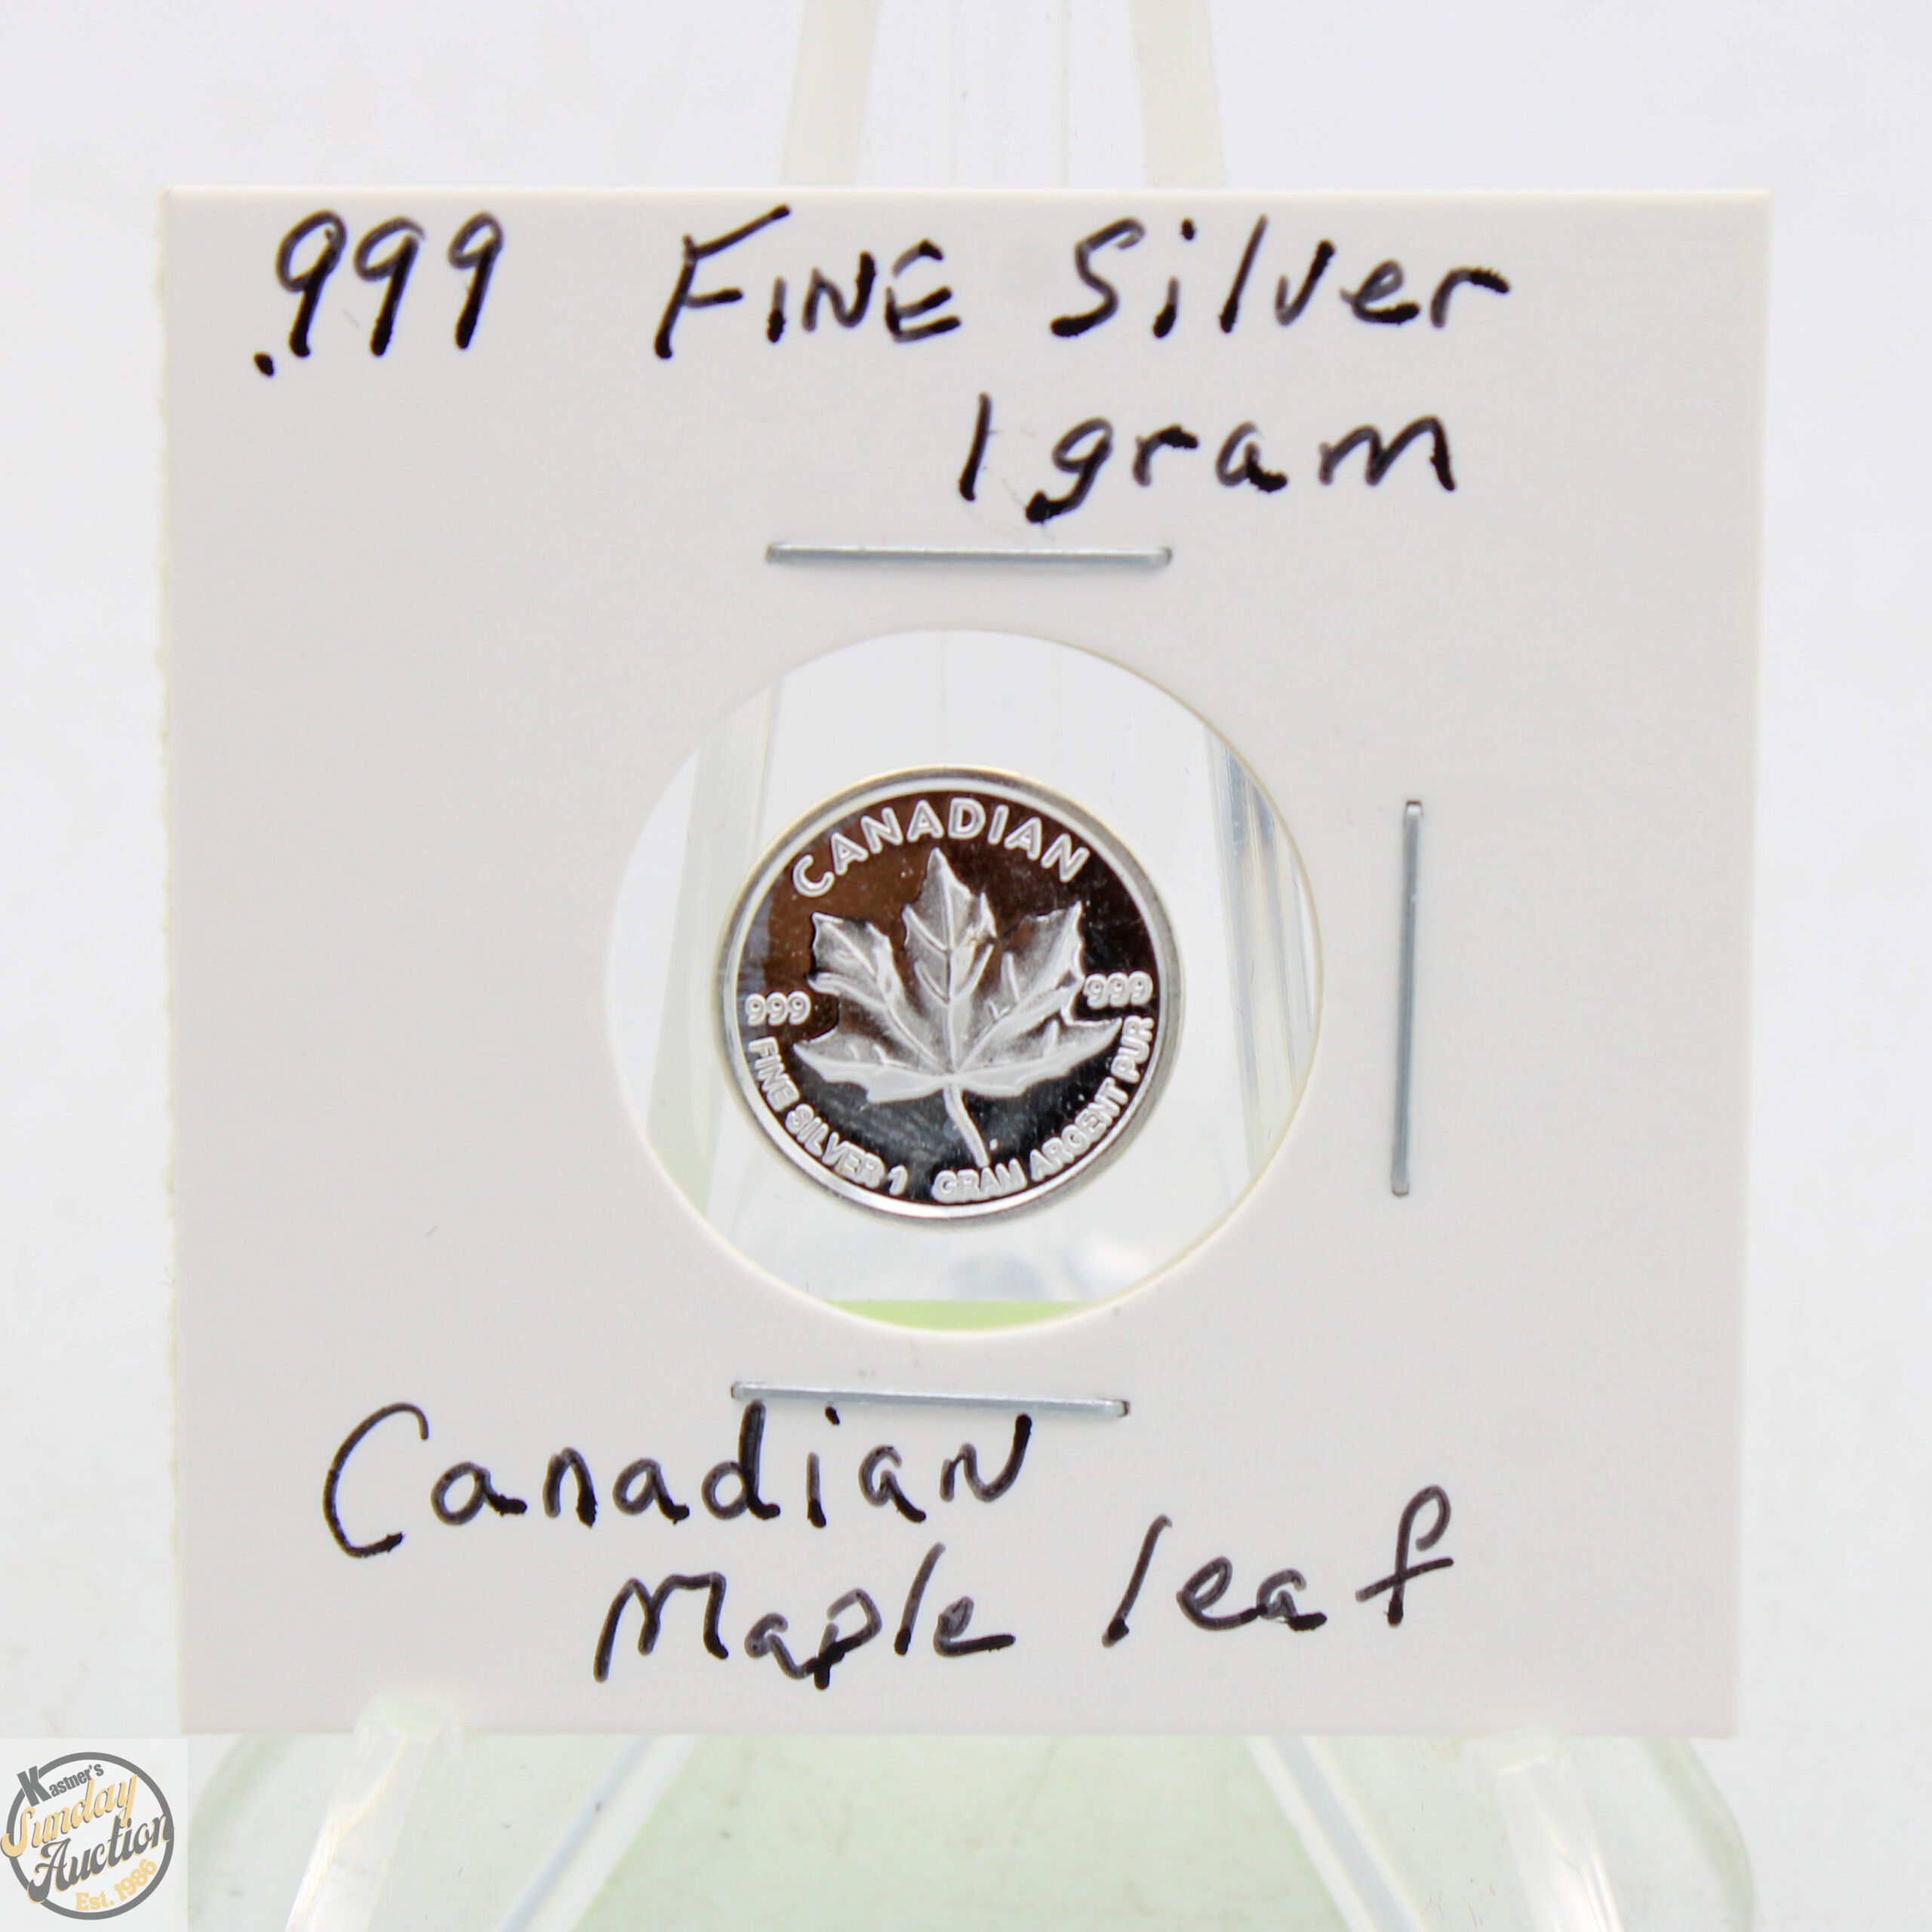 .999 FINE Silver
1 gram
CANADIAN
999 999
FINE SILVER 1 GRAM ARGENT PUR
Canadian
Maple leaf
Kastner's
Sunday
Auction
Est. 1986